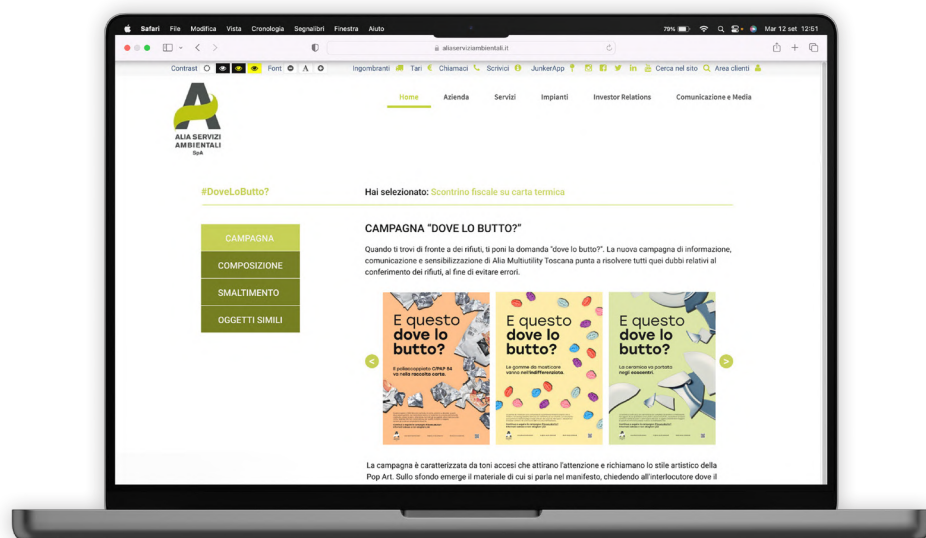 Safari File Modifica Vista Cronologia Segnalibri Finestra Aiuto
79% Mar 12 set 12:51
aliaserviziambientali.it
Contrast Font A Ingombranti Tari € Chiamaci Scrivici JunkerApp Cerca nel sito Area clienti
ALIA SERVIZI
AMBIENTALI
SpA
Home Azienda Servizi Impianti Investor Relations Comunicazione e Media
#DoveLoButto?
Hai selezionato: Scontrino fiscale su carta termica
CAMPAGNA
COMPOSIZIONE
SMALTIMENTO
OGGETTI SIMILI
CAMPAGNA “DOVE LO BUTTO?”
Quando ti trovi di fronte a dei rifiuti, ti poni la domanda “dove lo butto?”. La nuova campagna di informazione,
comunicazione e sensibilizzazione di Alia Multiutility Toscana punta a risolvere tutti quei dubbi relativi al
conferimento dei rifiuti, al fine di evitare errori.
E questo
dove lo
butto?
Il poliaccoppiato C/PAP 84
va nella raccolta carta.
E questo
dove lo
butto?
Le gomme da masticare
vanno nell'indifferenziato.
E questo
dove lo
butto?
La ceramica va portata
negli ecocentri.
La campagna è caratterizzata da toni accesi che attirano l'attenzione e richiamano lo stile artistico della
Pop Art. Sullo sfondo emerge il materiale di cui si parla nel manifesto, chiedendo all'interlocutore dove il